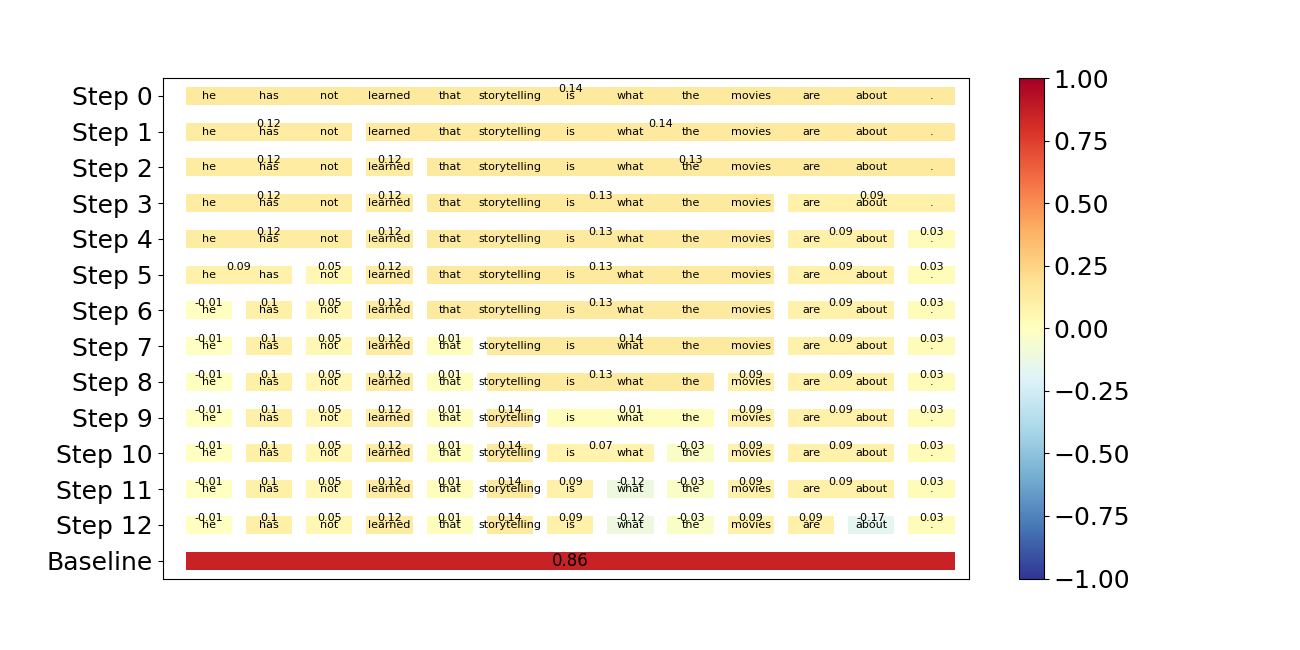 0.14
Step 0 he has not learned that storytelling is what the movies are about .
0.12 0.14
Step 1 he has not learned that storytelling is what the movies are about .
0.12 0.12 0.13
Step 2 he has not learned that storytelling is what the movies are about .
0.12 0.12 0.13 0.09
Step 3 he has not learned that storytelling is what the movies are about .
0.12 0.12 0.13 0.09 0.03
Step 4 he has not learned that storytelling is what the movies are about .
0.09 0.05 0.12 0.13 0.09 0.03
Step 5 he has not learned that storytelling is what the movies are about .
-0.01 0.1 0.05 0.12 0.13 0.09 0.03
Step 6 he has not learned that storytelling is what the movies are about .
-0.01 0.1 0.05 0.12 0.01 0.14 0.09 0.03
Step 7 he has not learned that storytelling is what the movies are about .
-0.01 0.1 0.05 0.12 0.01 0.13 0.09 0.09 0.03
Step 8 he has not learned that storytelling is what the movies are about .
-0.01 0.1 0.05 0.12 0.01 0.14 0.01 0.09 0.09 0.03
Step 9 he has not learned that storytelling is what the movies are about .
-0.01 0.1 0.05 0.12 0.01 0.14 0.07 -0.03 0.09 0.09 0.03
Step 10 he has not learned that storytelling is what the movies are about .
-0.01 0.1 0.05 0.12 0.01 0.14 0.09 -0.12 -0.03 0.09 0.09 0.03
Step 11 he has not learned that storytelling is what the movies are about .
-0.01 0.1 0.05 0.12 0.01 0.14 0.09 -0.12 -0.03 0.09 0.09 -0.17 0.03
Step 12 he has not learned that storytelling is what the movies are about .
Baseline 0.86
1.00
0.75
0.50
0.25
0.00
−0.25
−0.50
−0.75
−1.00